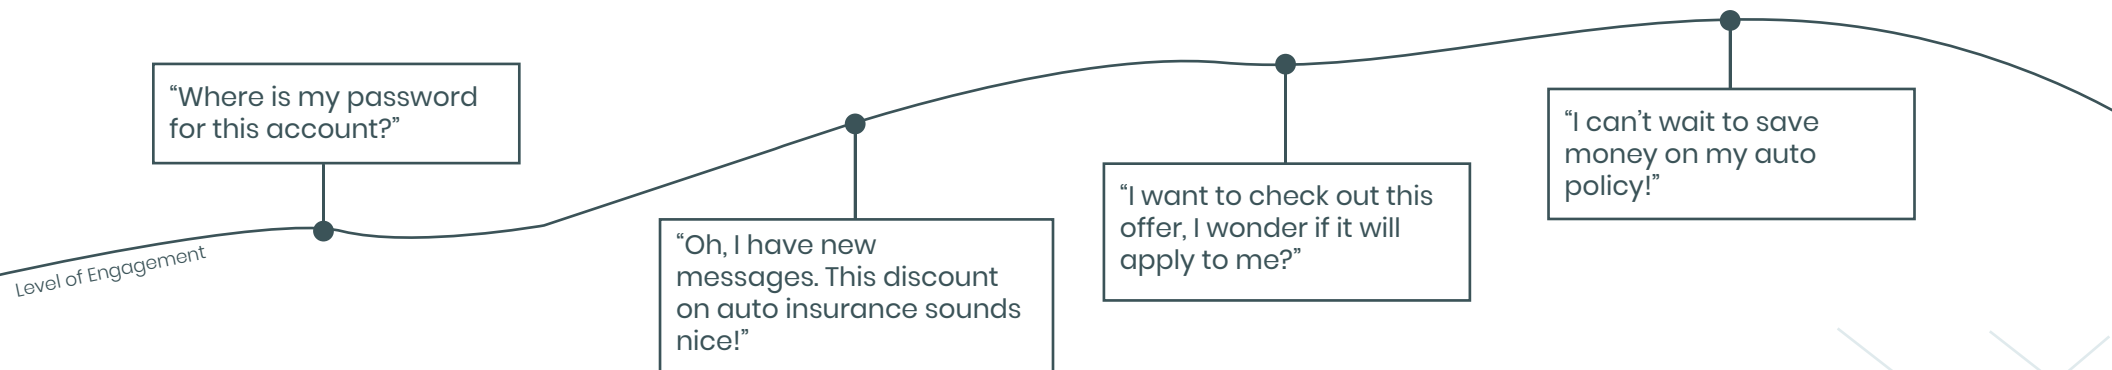 “Where is my password
for this account?”
Level of Engagement
“Oh, I have new
messages. This discount
on auto insurance sounds
nice!”
“I want to check out this
offer, I wonder if it will
apply to me?”
“I can’t wait to save
money on my auto
policy!”